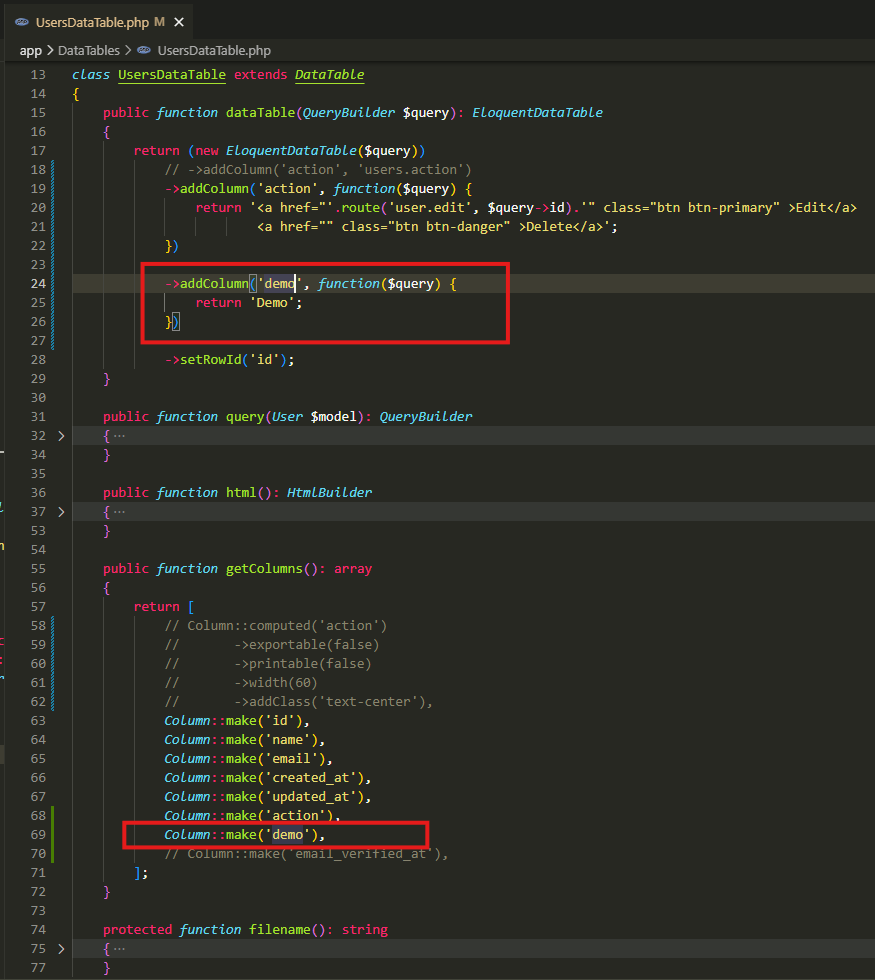 UsersDataTable.php M ✕
app > DataTables > UsersDataTable.php
13 class UsersDataTable extends DataTable
14 {
15 public function dataTable(QueryBuilder $query): EloquentDataTable
16 {
17 return (new EloquentDataTable($query))
18 // ->addColumn('action', 'users.action')
19 ->addColumn('action', function($query) {
20 return '<a href="'.route('user.edit', $query->id).'" class="btn btn-primary" >Edit</a>
21 <a href="" class="btn btn-danger" >Delete</a>';
22 })
23
24 ->addColumn('demo', function($query) {
25 return 'Demo';
26 })
27
28 ->setRowId('id');
29 }
30
31 public function query(User $model): QueryBuilder
32 > { ···
34 }
35
36 public function html(): HtmlBuilder
37 > { ···
53 }
54
55 public function getColumns(): array
56 {
57 return [
58 // Column::computed('action')
59 // ->exportable(false)
60 // ->printable(false)
61 // ->width(60)
62 // ->addClass('text-center'),
63 Column::make('id'),
64 Column::make('name'),
65 Column::make('email'),
66 Column::make('created_at'),
67 Column::make('updated_at'),
68 Column::make('action'),
69 Column::make('demo'),
70 // Column::make('email_verified_at'),
71 ];
72 }
73
74 protected function filename(): string
75 > { ···
77 }